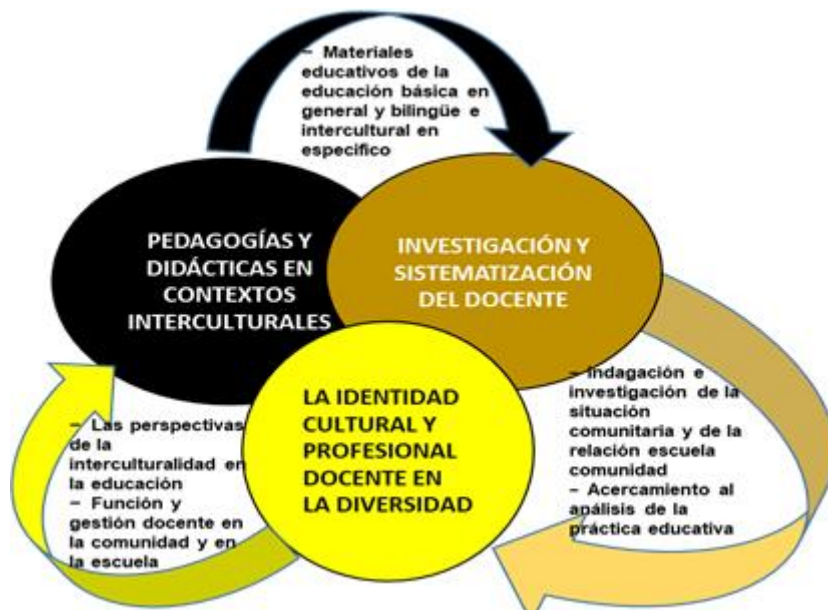 – Materiales
educativos de la
educación básica en
general y bilingüe e
intercultural en
especifico
PEDAGOGÍAS Y
DIDÁCTICAS EN
CONTEXTOS
INTERCULTURALES
INVESTIGACIÓN Y
SISTEMATIZACIÓN
DEL DOCENTE
LA IDENTIDAD
CULTURAL Y
PROFESIONAL
DOCENTE EN
LA DIVERSIDAD
– Indagación e
investigación de la
situación
comunitaria y de la
relación escuela
comunidad
– Acercamiento al
análisis de la
práctica educativa
– Las perspectivas
de la
interculturalidad en
la educación
– Función y
gestión docente en
la comunidad y en
la escuela